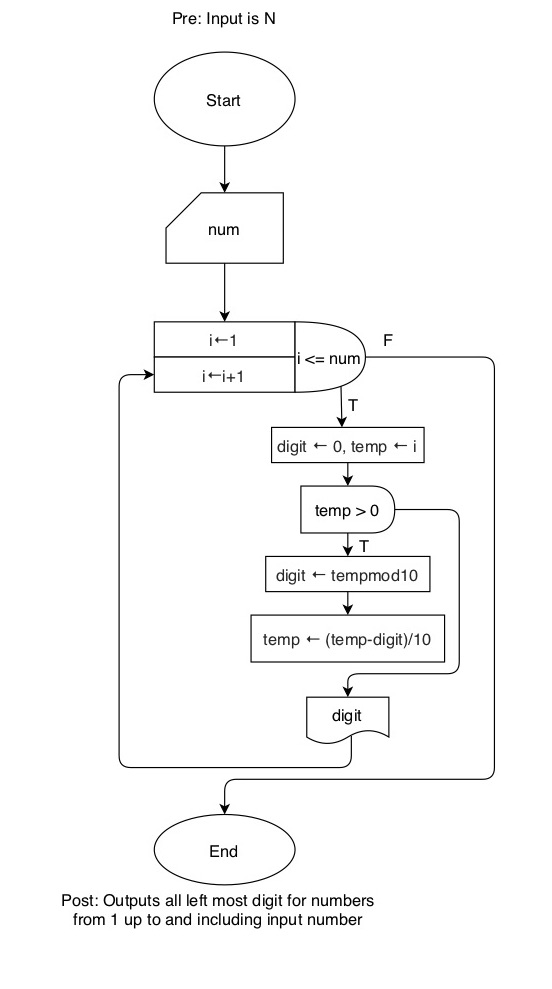 Pre: Input is N
Start
num
i←1
i←i+1
i <= num
F
T
digit ← 0, temp ← i
temp > 0
T
digit ← tempmod10
temp ← (temp-digit)/10
digit
End
Post: Outputs all left most digit for numbers
from 1 up to and including input number